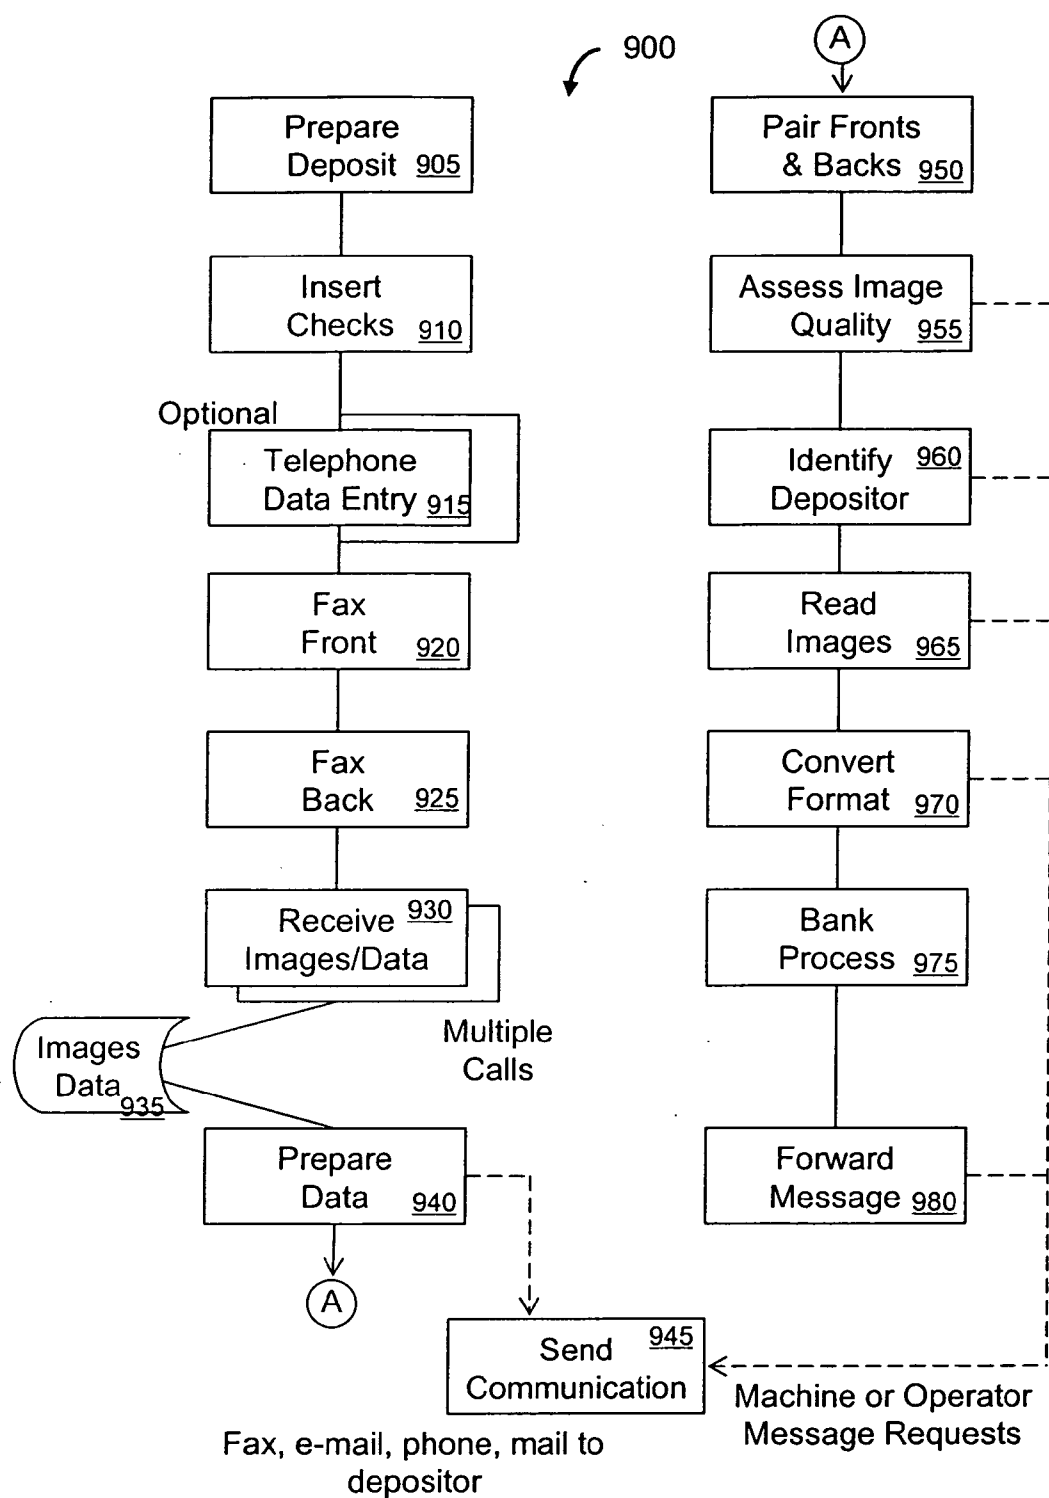 900
Prepare
Deposit 905
Insert
Checks 910
Optional
Telephone
Data Entry 915
Fax
Front 920
Fax
Back 925
Receive 930
Images/Data
Multiple
Calls
Images
Data 935
Prepare
Data 940
A
A
Pair Fronts
& Backs 950
Assess Image
Quality 955
Identify 960
Depositor
Read
Images 965
Convert
Format 970
Bank
Process 975
Forward
Message 980
Send 945
Communication
Machine or Operator
Message Requests
Fax, e-mail, phone, mail to
depositor